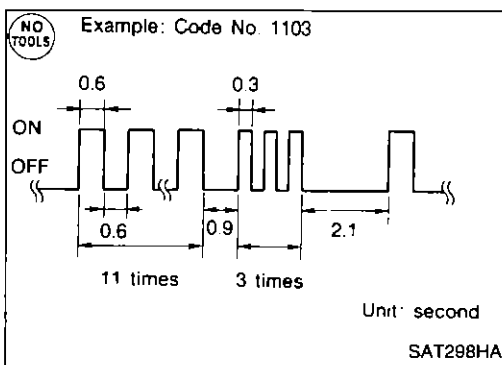 NO TOOLS
Example: Code No. 1103
0.6
0.3
ON
OFF
0.6
0.9
2.1
11 times
3 times
Unit: second
SAT298HA